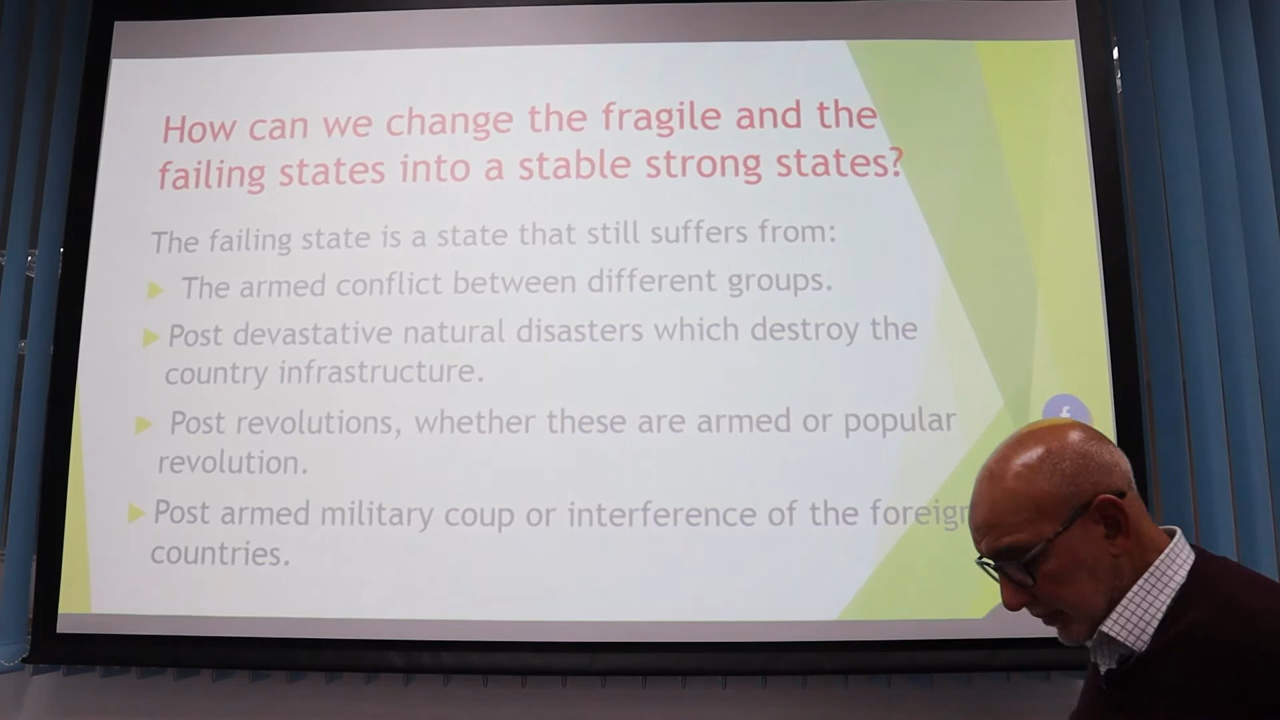 How can we change the fragile and the
failing states into a stable strong states?
The failing state is a state that still suffers from:
The armed conflict between different groups.
Post devastative natural disasters which destroy the
country infrastructure.
Post revolutions, whether these are armed or popular
revolution.
Post armed military coup or interference of the foreign
countries.